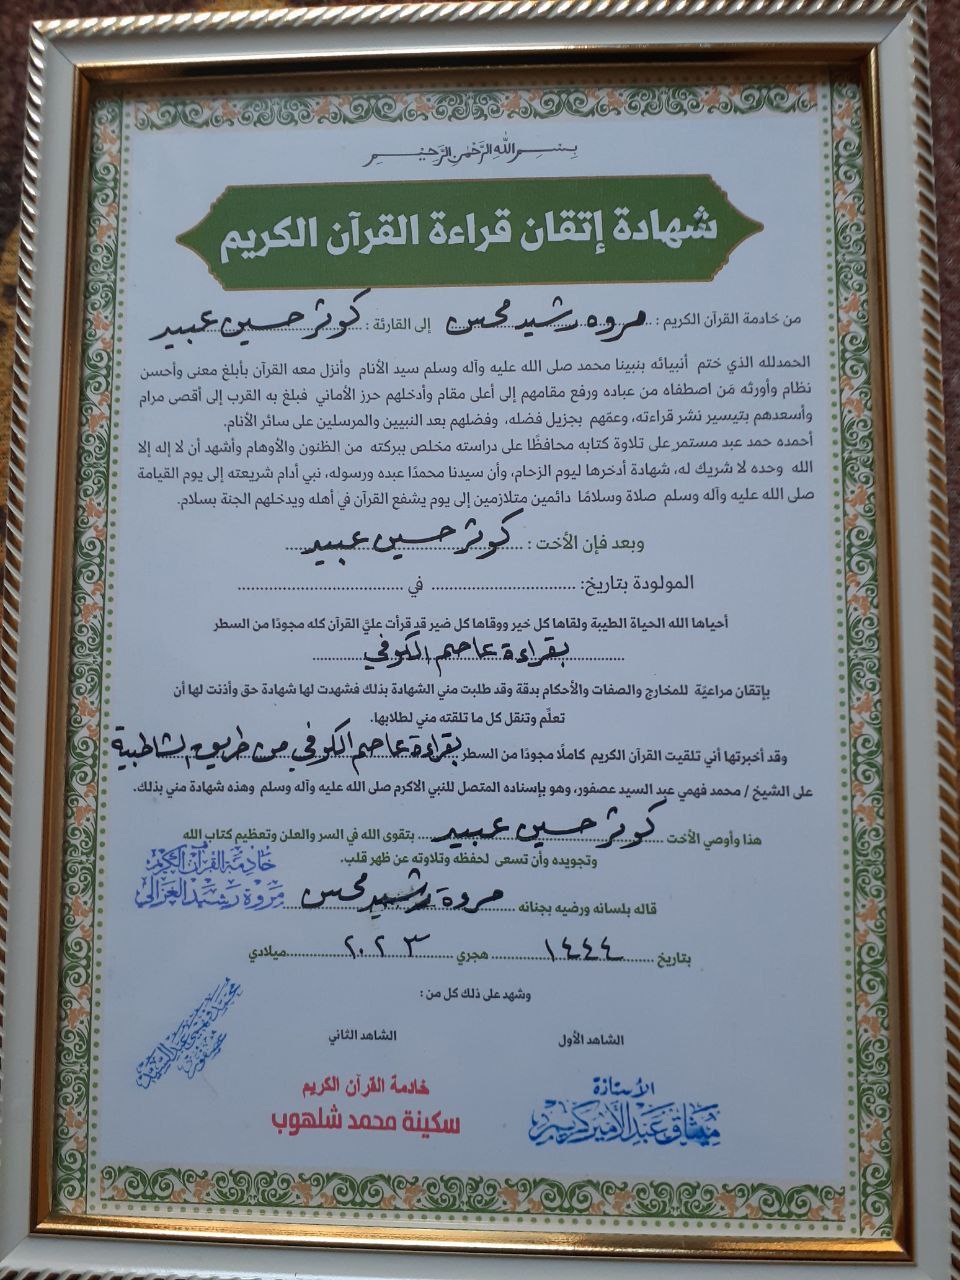 بسم الله الرحمن الرحيم
شهادة إتقان قراءة القرآن الكريم
من خادمة القرآن الكريم : مروه رشيد محسن إلى القارئة : كوثر حسين عبيد
الحمدلله الذي ختم أنبيائه بنبينا محمد صلى الله عليه وآله وسلم سيد الأنام وأنزل معه القرآن بأبلغ معنى وأحسن
نظام وأورثه مَن اصطفاه من عباده ورفع مقامهم إلى أعلى مقام وأدخلهم حرز الأماني فبلغ به القرب إلى أقصى مرام
وأسعدهم بتيسير نشر قراءته، وعمّهم بجزيل فضله، وفضلهم بعد النبيين والمرسلين على سائر الأنام.
أحمده حمد عبد مستمر على تلاوة كتابه محافظًا على دراسته مخلص ببركته من الظنون والأوهام وأشهد أن لا إله إلا
الله وحده لا شريك له، شهادة أدخرها ليوم الزحام، وأن سيدنا محمدًا عبده ورسوله، نبي أدام شريعته إلى يوم القيامة
صلى الله عليه وآله وسلم صلاة وسلامًا دائمين متلازمين إلى يوم يشفع القرآن في أهله ويدخلهم الجنة بسلام.
وبعد فإن الأخت : كوثر حسين عبيد
المولودة بتاريخ: في
أحياها الله الحياة الطيبة ولقاها كل خير ووقاها كل ضير قد قرأت عليَّ القرآن كله مجودًا من السطر
بقراءة عاصم الكوفي
بإتقان مراعيّة للمخارج والصفات والأحكام بدقة وقد طلبت مني الشهادة بذلك فشهدت لها شهادة حق وأذنت لها أن
تعلِّم وتنقل كل ما تلقته مني لطلابها.
وقد أخبرتها أني تلقيت القرآن الكريم كاملًا مجودًا من السطر بقراءة عاصم الكوفي من طريق الشاطبية
على الشيخ / محمد فهمي عبد السيد عصفور، وهو بإسناده المتصل للنبي الاكرم صلى الله عليه وآله وسلم وهذه شهادة مني بذلك.
هذا وأوصي الأخت كوثر حسين عبيد بتقوى الله في السر والعلن وتعظيم كتاب الله
وتجويده وأن تسعى لحفظه وتلاوته عن ظهر قلب.
خادمة القرآن الكريم
مروة رشيد الغزالي
قاله بلسانه ورضيه بجنانه مروة رشيد محسن
بتاريخ ١٤٤٤ هجري ٢٠٢٣ ميلادي
وشهد على ذلك كل من :
الشاهد الأول الشاهد الثاني
محمد فهمي عبد السيد
عصفور
الأستاذة
ميثاق عبد الأمير كريم
خادمة القرآن الكريم
سكينة محمد شلهوب